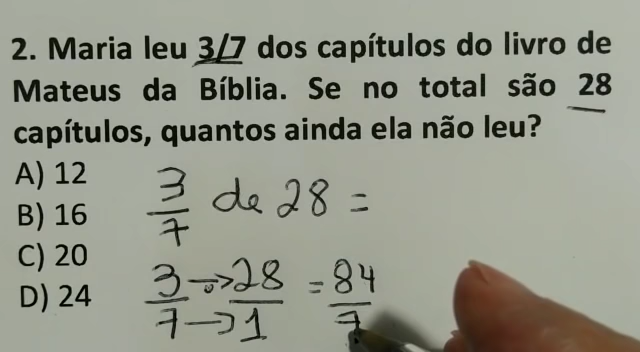 2. Maria leu 3/7 dos capítulos do livro de
Mateus da Bíblia. Se no total são 28
capítulos, quantos ainda ela não leu?
A) 12
B) 16
C) 20
D) 24
3/7 de 28 =
3/7 → 28/1 = 84/7